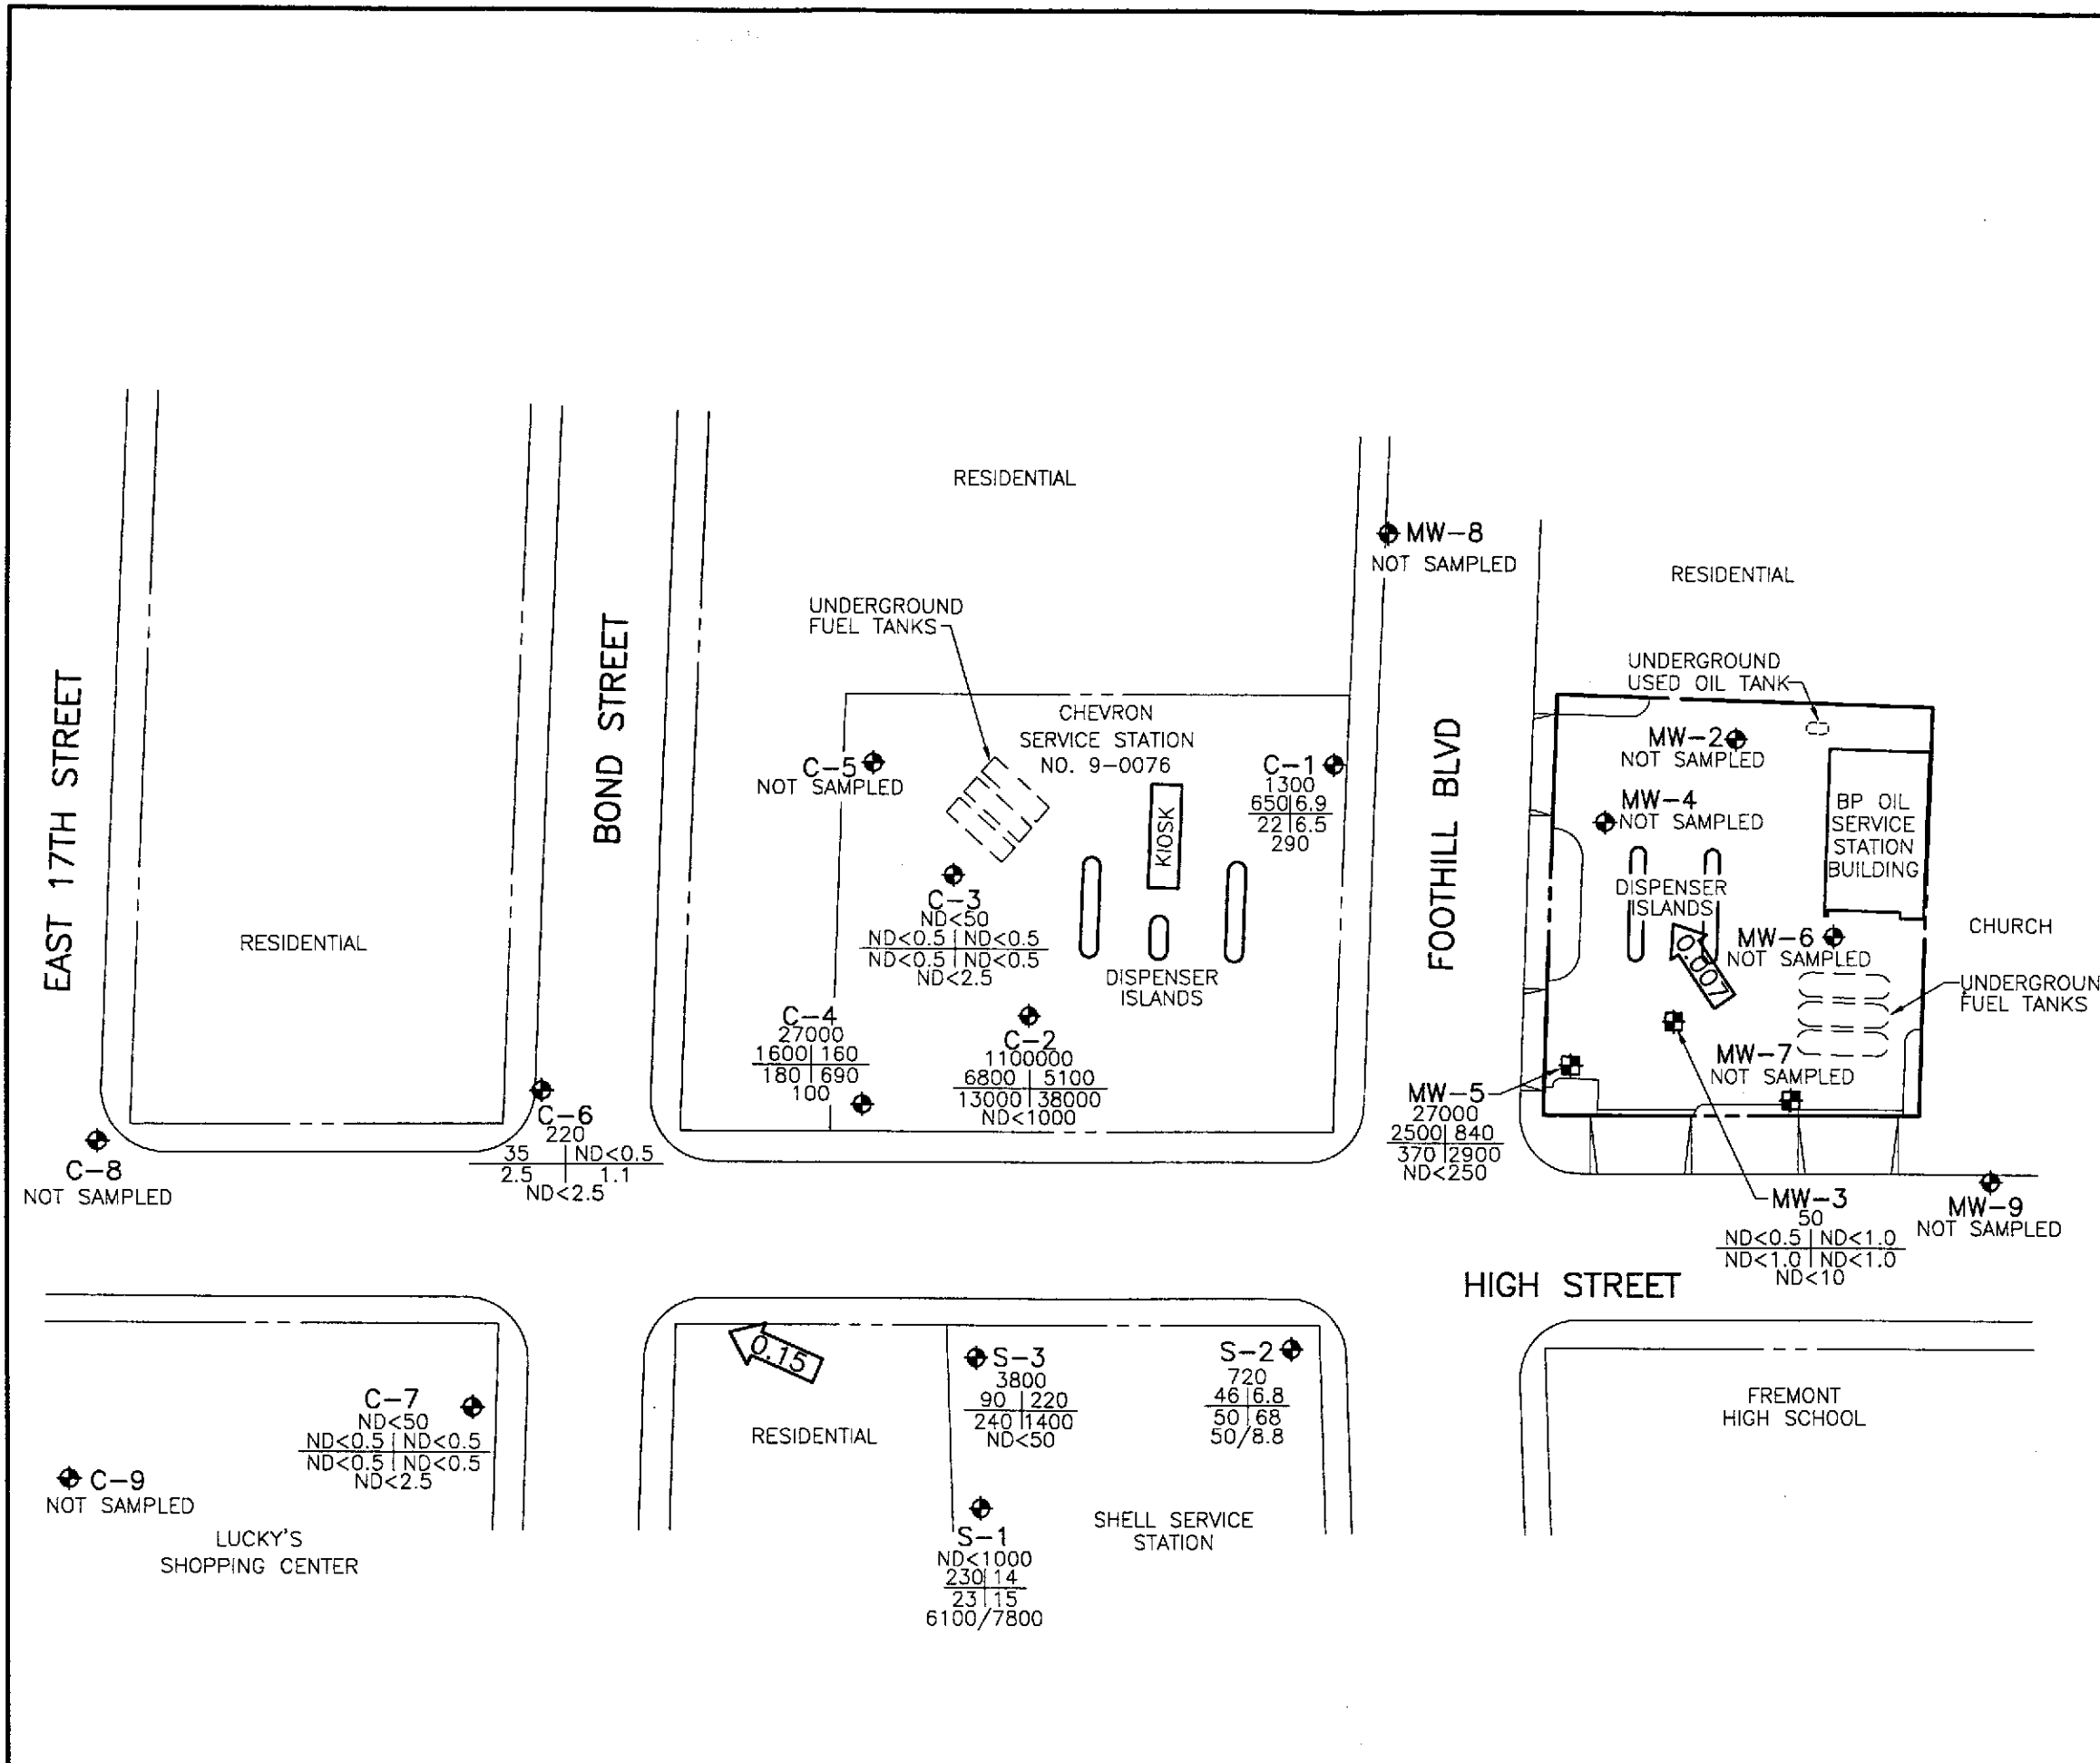 RESIDENTIAL
MW-8
NOT SAMPLED
RESIDENTIAL
UNDERGROUND
FUEL TANKS
UNDERGROUND
USED OIL TANK
EAST 17TH STREET
BOND STREET
FOOTHILL BLVD
CHEVRON
SERVICE STATION
NO. 9-0076
C-5
NOT SAMPLED
C-1
1300
650|6.9
22|6.5
290
KIOSK
MW-2
NOT SAMPLED
MW-4
NOT SAMPLED
BP OIL
SERVICE
STATION
BUILDING
DISPENSER
ISLANDS
0.007
MW-6
NOT SAMPLED
CHURCH
UNDERGROUN
FUEL TANKS
RESIDENTIAL
C-3
ND<50
ND<0.5|ND<0.5
ND<0.5|ND<0.5
ND<2.5
DISPENSER
ISLANDS
C-4
27000
1600|160
180|690
100
C-2
1100000
6800|5100
13000|38000
ND<1000
MW-7
NOT SAMPLED
MW-5
27000
2500|840
370|2900
ND<250
C-6
220
35|ND<0.5
2.5|1.1
ND<2.5
C-8
NOT SAMPLED
MW-3
50
ND<0.5|ND<1.0
ND<1.0|ND<1.0
ND<10
MW-9
NOT SAMPLED
HIGH STREET
0.15
S-3
3800
90|220
240|1400
ND<50
S-2
720
46|6.8
50|68
50/8.8
C-7
ND<50
ND<0.5|ND<0.5
ND<0.5|ND<0.5
ND<2.5
RESIDENTIAL
FREMONT
HIGH SCHOOL
C-9
NOT SAMPLED
LUCKY'S
SHOPPING CENTER
S-1
ND<1000
230|14
23|15
6100/7800
SHELL SERVICE
STATION